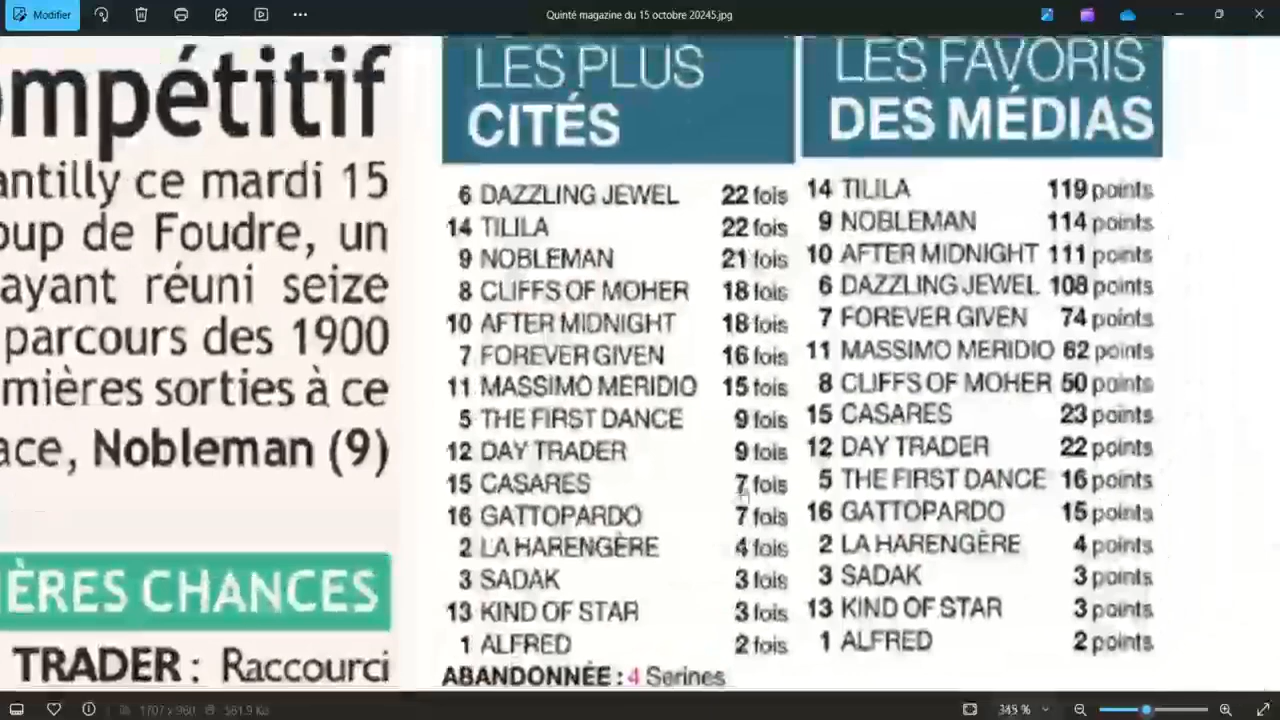 Modifier
Quinté magazine du 15 octobre 20245.jpg
ompétitif
antilly ce mardi 15
oup de Foudre, un
ayant réuni seize
parcours des 1900
mières sorties à ce
ace, Nobleman (9)
IÈRES CHANCES
TRADER : Raccourci
LES PLUS
CITÉS
6 DAZZLING JEWEL 22 fois
14 TILILA 22 fois
9 NOBLEMAN 21 fois
8 CLIFFS OF MOHER 18 fois
10 AFTER MIDNIGHT 18 fois
7 FOREVER GIVEN 16 fois
11 MASSIMO MERIDIO 15 fois
5 THE FIRST DANCE 9 fois
12 DAY TRADER 9 fois
15 CASARES 7 fois
16 GATTOPARDO 7 fois
2 LA HARENGÈRE 4 fois
3 SADAK 3 fois
13 KIND OF STAR 3 fois
1 ALFRED 2 fois
ABANDONNÉE : 4 Serines
LES FAVORIS
DES MÉDIAS
14 TILILA 119 points
9 NOBLEMAN 114 points
10 AFTER MIDNIGHT 111 points
6 DAZZLING JEWEL 108 points
7 FOREVER GIVEN 74 points
11 MASSIMO MERIDIO 62 points
8 CLIFFS OF MOHER 50 points
15 CASARES 23 points
12 DAY TRADER 22 points
5 THE FIRST DANCE 16 points
16 GATTOPARDO 15 points
2 LA HARENGÈRE 4 points
3 SADAK 3 points
13 KIND OF STAR 3 points
1 ALFRED 2 points
1707 x 960
561.9 Ko